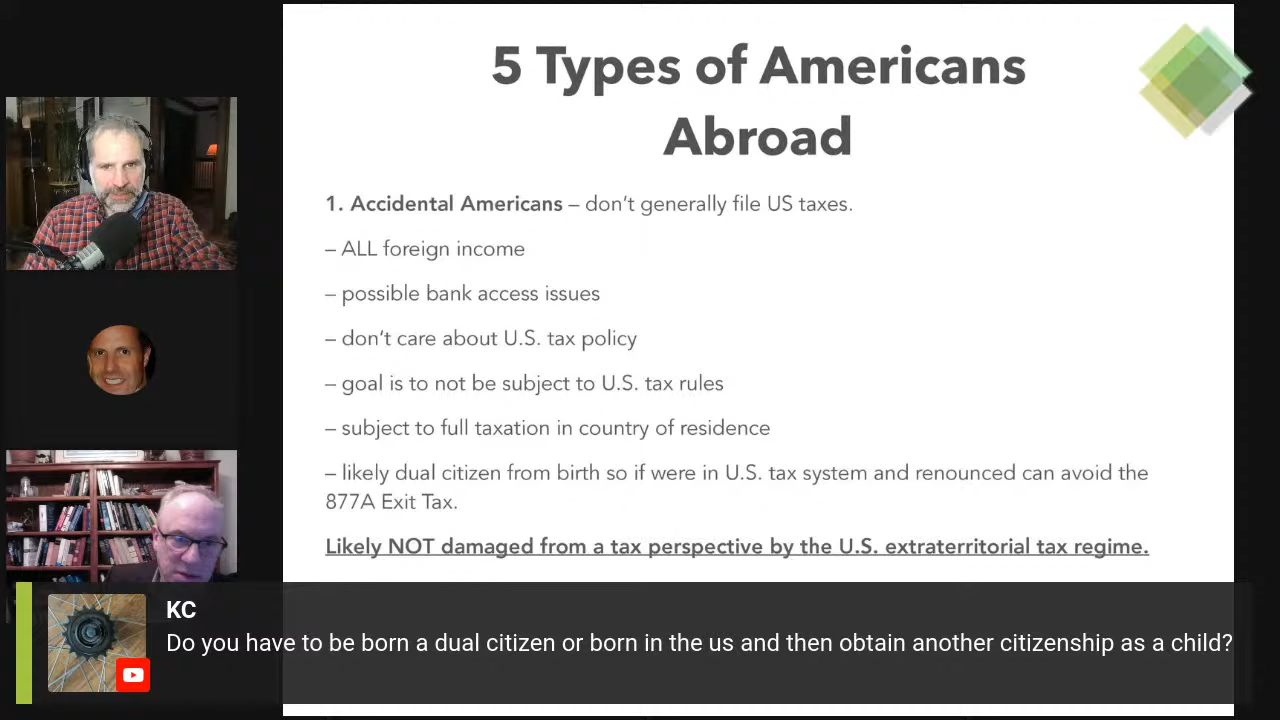 5 Types of Americans
Abroad
1. Accidental Americans – don’t generally file US taxes.
– ALL foreign income
– possible bank access issues
– don’t care about U.S. tax policy
– goal is to not be subject to U.S. tax rules
– subject to full taxation in country of residence
– likely dual citizen from birth so if were in U.S. tax system and renounced can avoid the
877A Exit Tax.
Likely NOT damaged from a tax perspective by the U.S. extraterritorial tax regime.
KC
Do you have to be born a dual citizen or born in the us and then obtain another citizenship as a child?